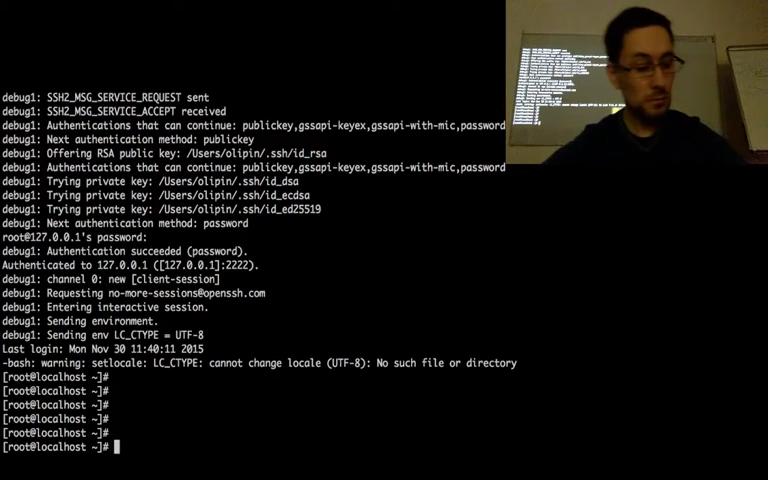 debug1: SSH2_MSG_SERVICE_REQUEST sent
debug1: SSH2_MSG_SERVICE_ACCEPT received
debug1: Authentications that can continue: publickey,gssapi-keyex,gssapi-with-mic,password
debug1: Next authentication method: publickey
debug1: Offering RSA public key: /Users/olipin/.ssh/id_rsa
debug1: Authentications that can continue: publickey,gssapi-keyex,gssapi-with-mic,password
debug1: Trying private key: /Users/olipin/.ssh/id_dsa
debug1: Trying private key: /Users/olipin/.ssh/id_ecdsa
debug1: Trying private key: /Users/olipin/.ssh/id_ed25519
debug1: Next authentication method: password
root@127.0.0.1's password:
debug1: Authentication succeeded (password).
Authenticated to 127.0.0.1 ([127.0.0.1]:2222).
debug1: channel 0: new [client-session]
debug1: Requesting no-more-sessions@openssh.com
debug1: Entering interactive session.
debug1: Sending environment.
debug1: Sending env LC_CTYPE = UTF-8
Last login: Mon Nov 30 11:40:11 2015
-bash: warning: setlocale: LC_CTYPE: cannot change locale (UTF-8): No such file or directory
[root@localhost ~]#
[root@localhost ~]#
[root@localhost ~]#
[root@localhost ~]#
[root@localhost ~]#
[root@localhost ~]#